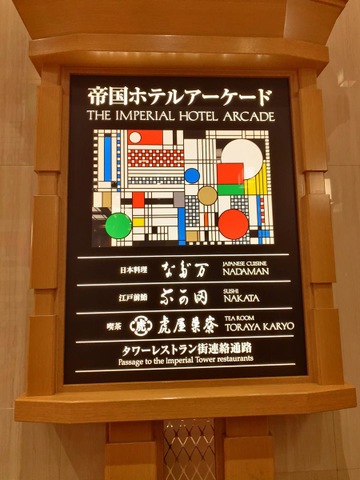 帝国ホテルアーケード
THE IMPERIAL HOTEL ARCADE
日本料理 なだ万 JAPANESE CUISINE NADAMAN
江戸前鮨 なか田 SUSHI NAKATA
喫茶 虎 虎屋菓寮 TEA ROOM TORAYA KARYO
タワーレストラン街連絡通路
Passage to the Imperial Tower restaurants